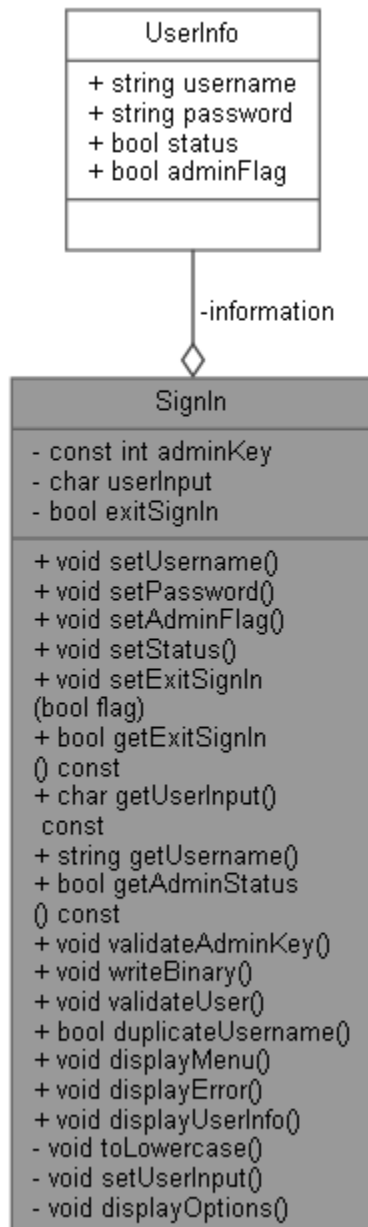 UserInfo
+ string username
+ string password
+ bool status
+ bool adminFlag
-information
SignIn
- const int adminKey
- char userInput
- bool exitSignIn
+ void setUsername()
+ void setPassword()
+ void setAdminFlag()
+ void setStatus()
+ void setExitSignIn
(bool flag)
+ bool getExitSignIn
() const
+ char getUserInput()
const
+ string getUsername()
+ bool getAdminStatus
() const
+ void validateAdminKey()
+ void writeBinary()
+ void validateUser()
+ bool duplicateUsername()
+ void displayMenu()
+ void displayError()
+ void displayUserInfo()
- void toLowercase()
- void setUserInput()
- void displayOptions()